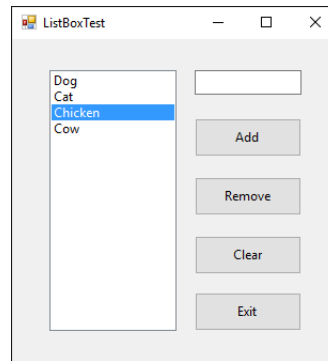 ListBoxTest
Dog
Cat
Chicken
Cow
Add
Remove
Clear
Exit